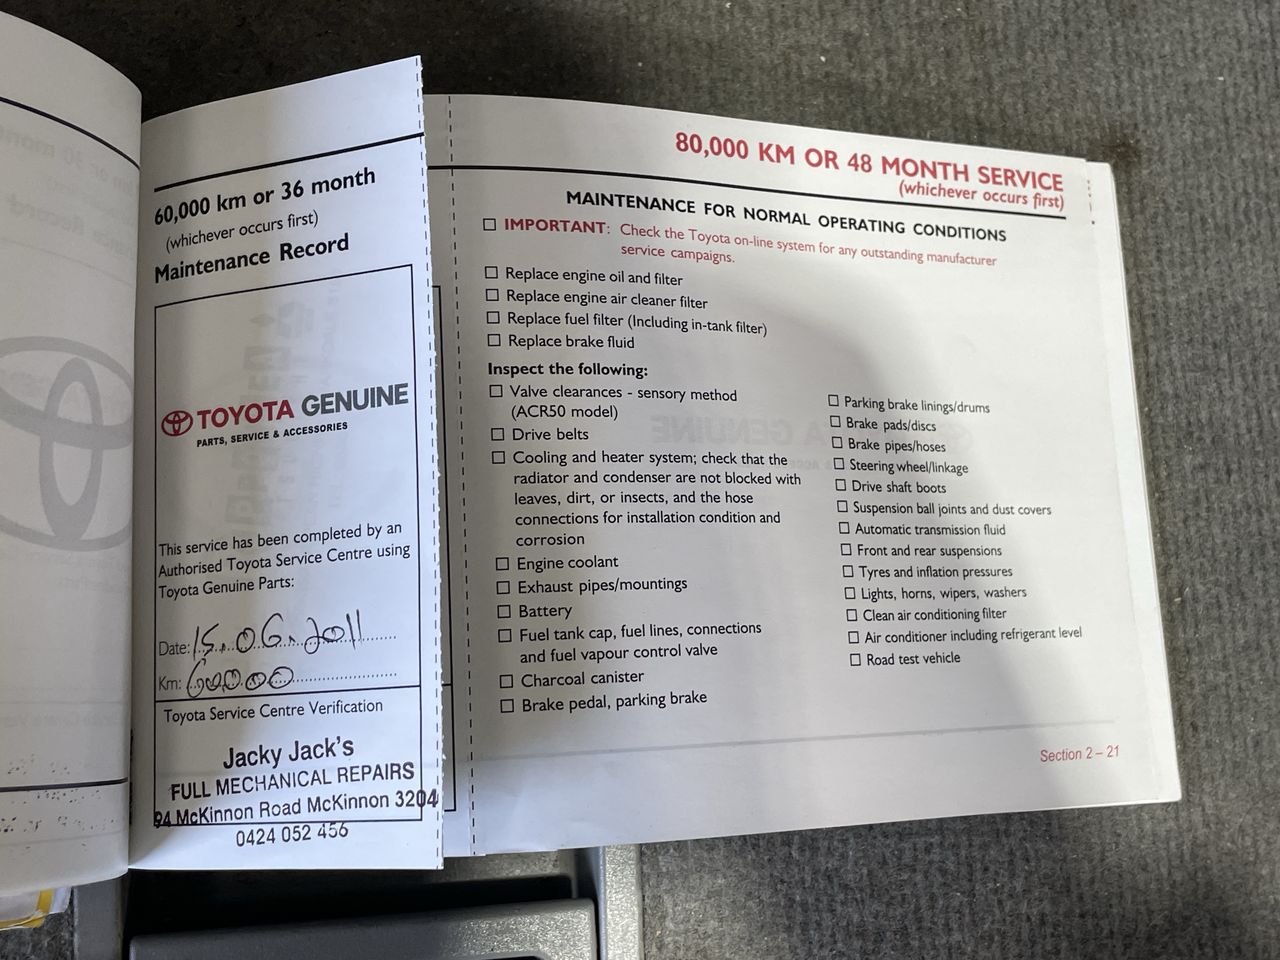 60,000 km or 36 month
(whichever occurs first)
Maintenance Record
TOYOTA GENUINE
PARTS, SERVICE & ACCESSORIES
This service has been completed by an
Authorised Toyota Service Centre using
Toyota Genuine Parts:
Date: 15.06.2011
Km: 60000
Toyota Service Centre Verification
Jacky Jack's
FULL MECHANICAL REPAIRS
94 McKinnon Road McKinnon 3204
0424 052 456
80,000 KM OR 48 MONTH SERVICE
(whichever occurs first)
MAINTENANCE FOR NORMAL OPERATING CONDITIONS
☐ IMPORTANT: Check the Toyota on-line system for any outstanding manufacturer
service campaigns.
☐ Replace engine oil and filter
☐ Replace engine air cleaner filter
☐ Replace fuel filter (Including in-tank filter)
☐ Replace brake fluid
Inspect the following:
☐ Valve clearances - sensory method
(ACR50 model)
☐ Drive belts
☐ Cooling and heater system; check that the
radiator and condenser are not blocked with
leaves, dirt, or insects, and the hose
connections for installation condition and
corrosion
☐ Engine coolant
☐ Exhaust pipes/mountings
☐ Battery
☐ Fuel tank cap, fuel lines, connections
and fuel vapour control valve
☐ Charcoal canister
☐ Brake pedal, parking brake
☐ Parking brake linings/drums
☐ Brake pads/discs
☐ Brake pipes/hoses
☐ Steering wheel/linkage
☐ Drive shaft boots
☐ Suspension ball joints and dust covers
☐ Automatic transmission fluid
☐ Front and rear suspensions
☐ Tyres and inflation pressures
☐ Lights, horns, wipers, washers
☐ Clean air conditioning filter
☐ Air conditioner including refrigerant level
☐ Road test vehicle
Section 2 – 21